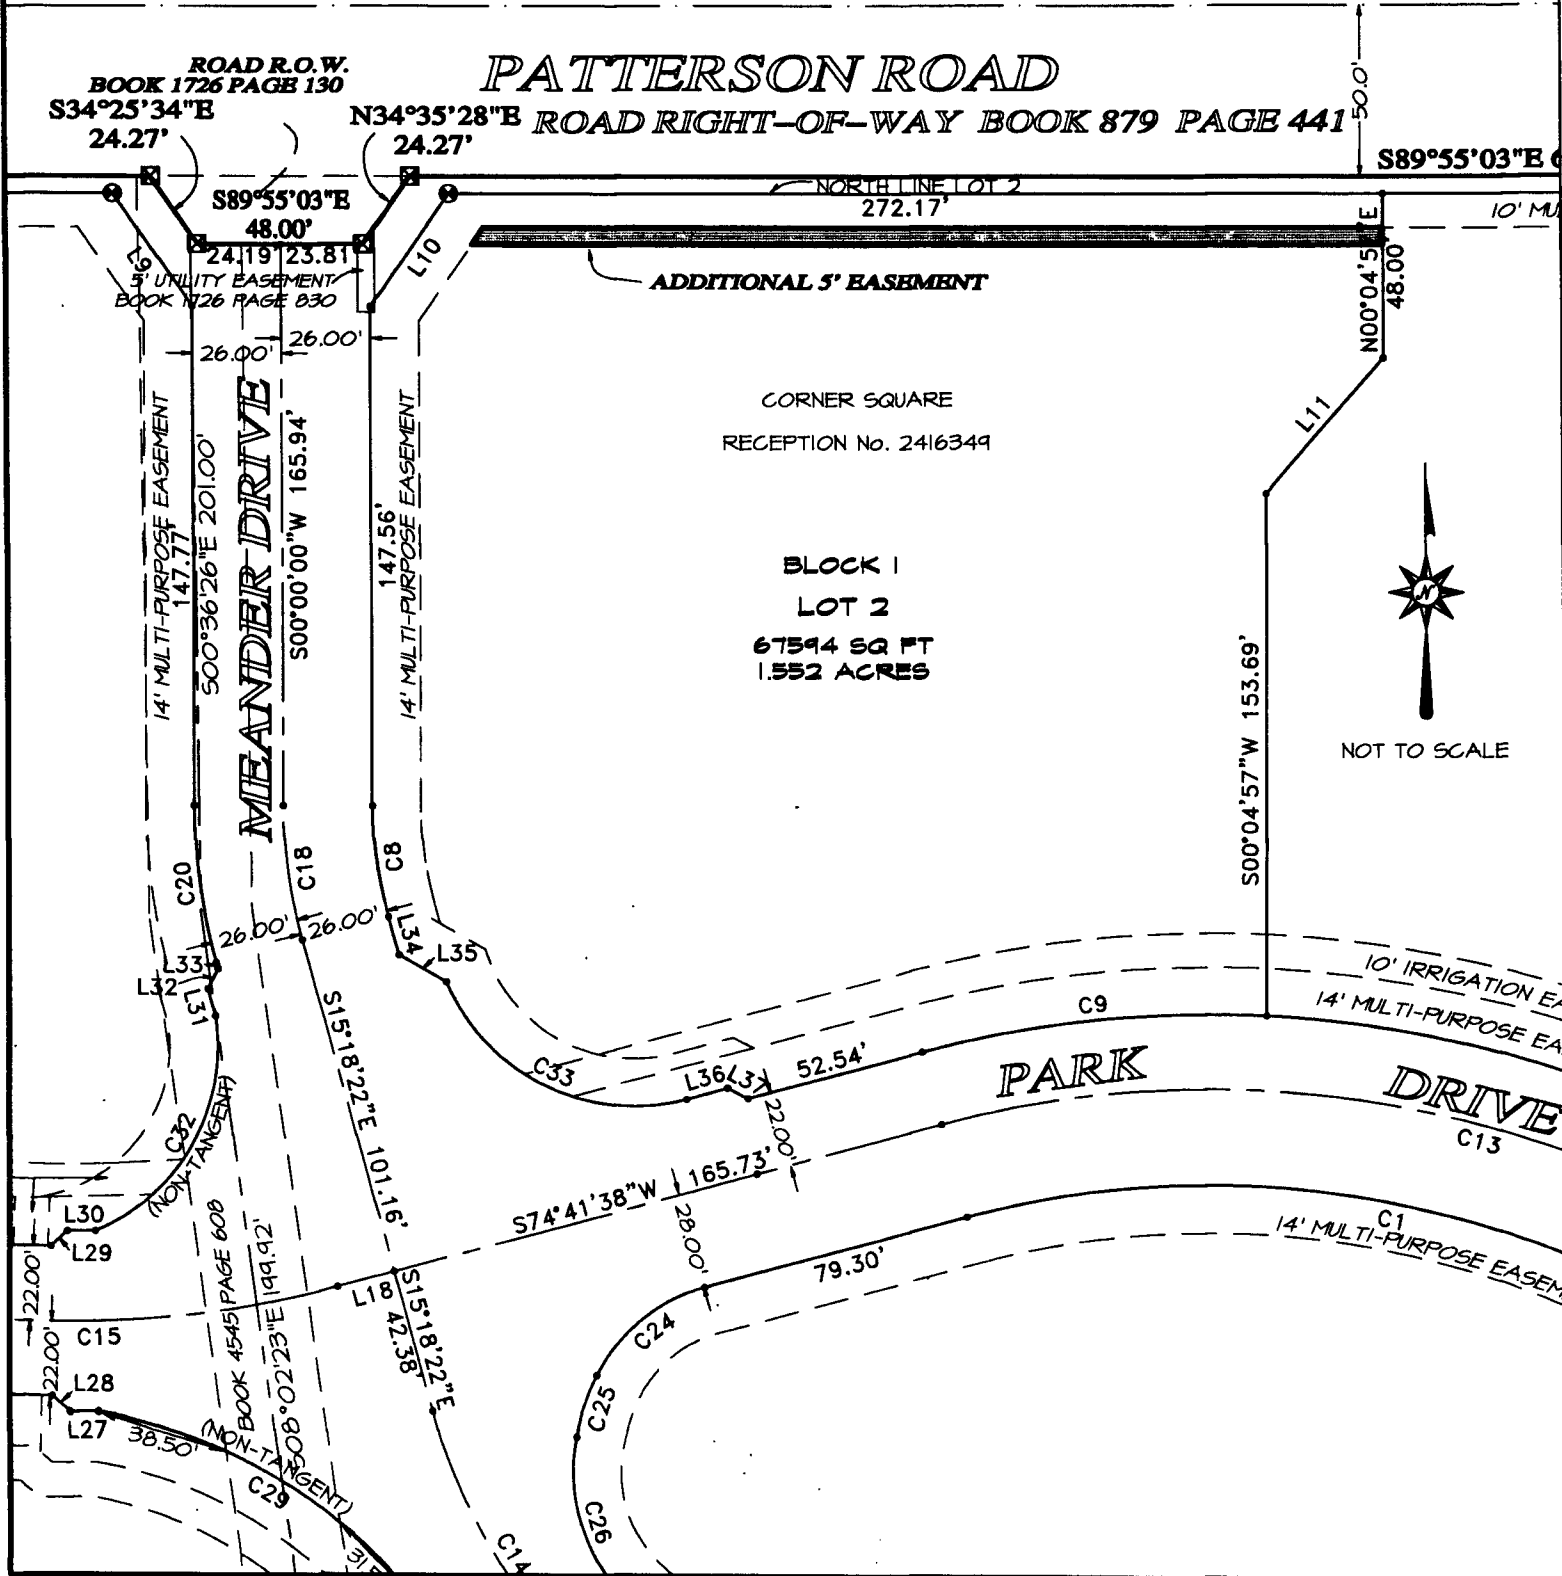 PATTERSON ROAD
ROAD RIGHT-OF-WAY BOOK 879 PAGE 441
50.0'
ROAD R.O.W.
BOOK 1726 PAGE 130
S34°25'34"E
24.27'
N34°35'28"E
24.27'
S89°55'03"E
S89°55'03"E
48.00'
24.19
23.81
NORTH LINE LOT 2
272.17'
10' MU
L9
L10
5' UTILITY EASEMENT
BOOK 1726 PAGE 830
ADDITIONAL 5' EASEMENT
48.00'
26.00'
26.00'
CORNER SQUARE
RECEPTION No. 2416349
L11
14' MULTI-PURPOSE EASEMENT
147.77'
S00°36'26"E 201.00'
MEANDER DRIVE
S00°00'00"W 165.94'
147.56'
14' MULTI-PURPOSE EASEMENT
BLOCK 1
LOT 2
67594 SQ FT
1.552 ACRES
N
NOT TO SCALE
S00°04'57"W 153.69'
C20
C18
C8
26.00'
26.00'
L34
L35
L33
L32
L31
10' IRRIGATION EA
14' MULTI-PURPOSE EA
C9
S15°18'22"E 101.16'
C33
L36
L37
52.54'
PARK
DRIVE
C13
22.00'
C32
(NON-TANGENT)
165.73'
S74°41'38"W
28.00'
L30
L29
C1
14' MULTI-PURPOSE EASEM
79.30'
22.00'
L18
C15
BOOK 4545 PAGE 608
S08°02'23"E 199.92'
S15°18'22"E
42.38'
C24
22.00'
L28
L27
C25
38.50'
(NON-TANGENT)
C29
C26
C14